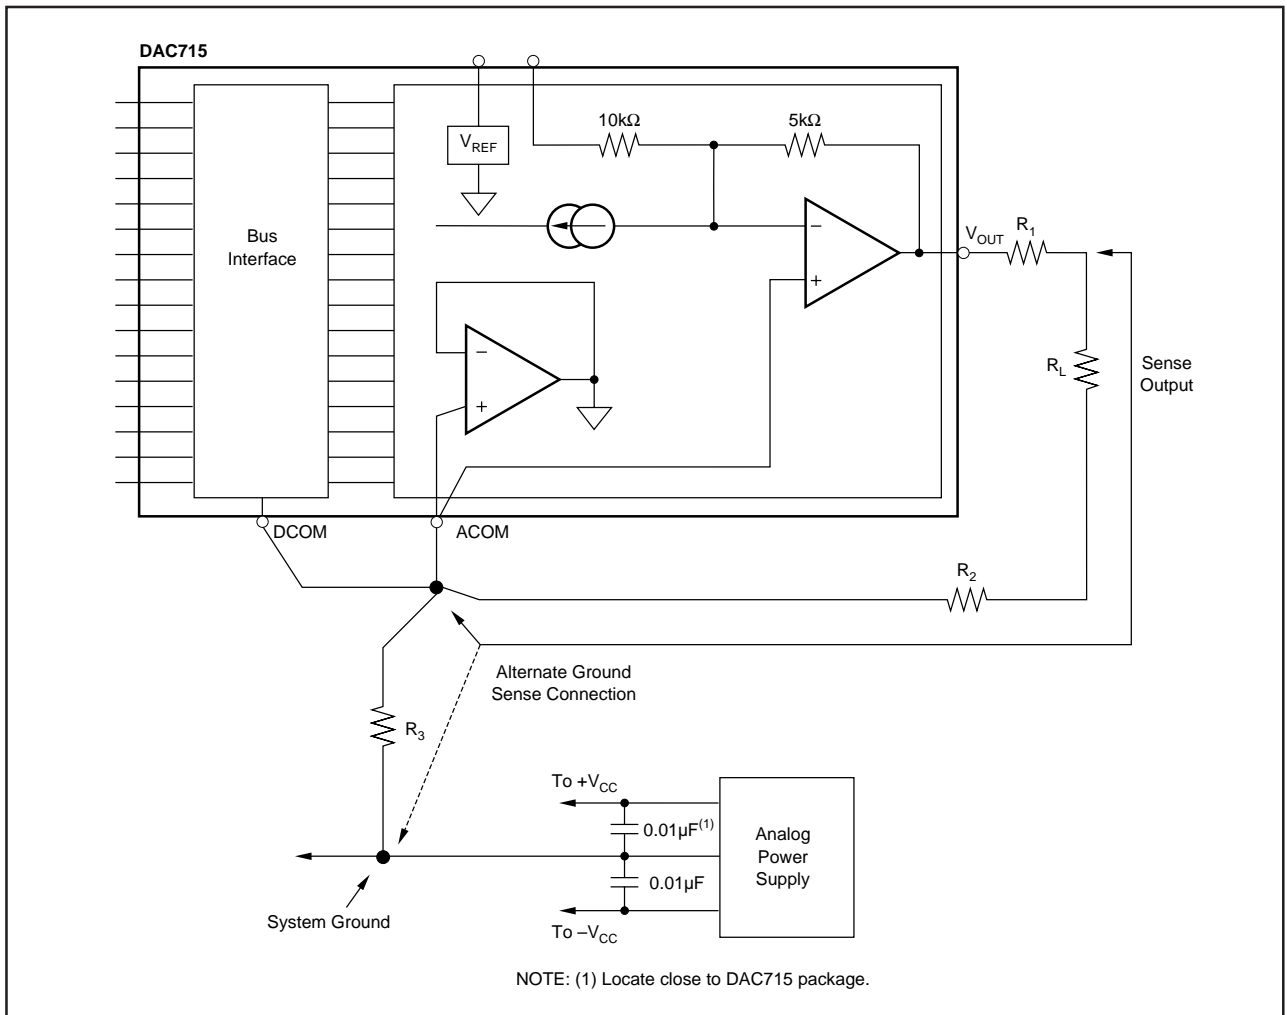 DAC715
10kΩ
5kΩ
V_REF
Bus
Interface
−
+
V_OUT
R_1
−
+
R_L
Sense
Output
DCOM
ACOM
R_2
Alternate Ground
Sense Connection
R_3
To +V_CC
0.01µF(1)
Analog
Power
Supply
0.01µF
System Ground
To –V_CC
NOTE: (1) Locate close to DAC715 package.